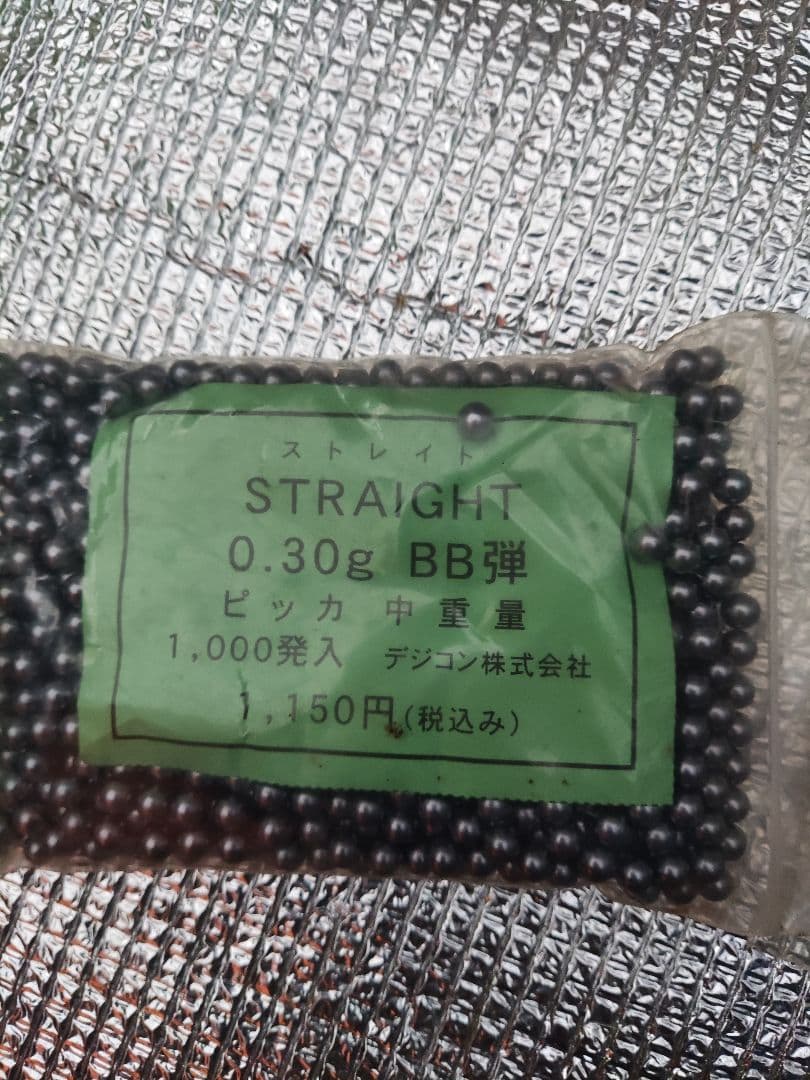 ストレイト
STRAIGHT
0.30g BB弾
ピッカ 中重量
1,000発入 デジコン株式会社
1,150円(税込み)